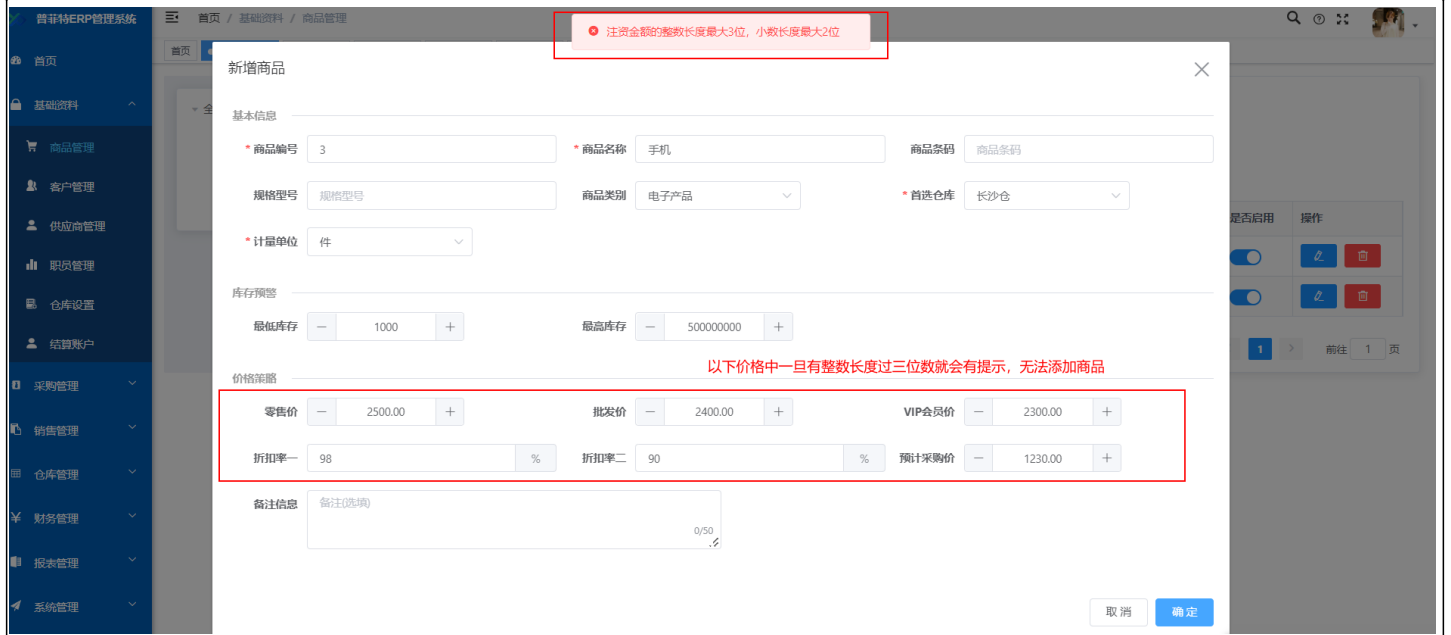 普菲特ERP管理系统
首页 / 基础资料 / 商品管理
注资金额的整数长度最大3位，小数长度最大2位
首页
首页
新增商品
基础资料
全
基本信息
* 商品编号 3
* 商品名称 手机
商品条码 商品条码
商品管理
客户管理
规格型号 规格型号
商品类别 电子产品
* 首选仓库 长沙仓
供应商管理
是否启用 操作
* 计量单位 件
职员管理
库存预警
仓库设置
最低库存 － 1000 ＋
最高库存 － 500000000 ＋
结算账户
1 > 前往 1 页
以下价格中一旦有整数长度过三位数就会有提示，无法添加商品
价格策略
采购管理
零售价 － 2500.00 ＋
批发价 － 2400.00 ＋
VIP会员价 － 2300.00 ＋
销售管理
折扣率一 98 %
折扣率二 90 %
预计采购价 － 1230.00 ＋
仓库管理
备注信息 备注(选填)
财务管理
0/50
报表管理
系统管理
取消 确定